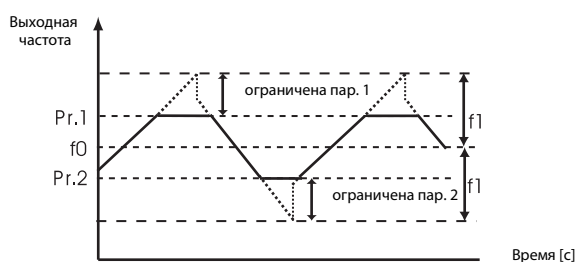 Выходная
частота
ограничена пар. 1
Pr.1
f1
f0
Pr.2
f1
ограничена пар. 2
Время [с]